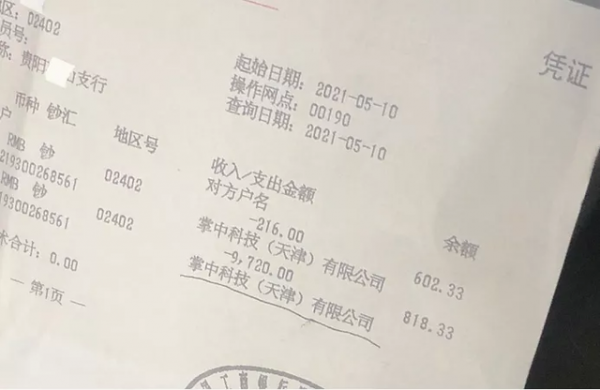 区: 02402
员号:
称: 贵阳 支行
凭证
起始日期: 2021-05-10
操作网点: 00190
查询日期: 2021-05-10
币种 钞汇 地区号 收入/支出金额 余额
户 对方户名
RMB 钞 02402 -216.00 602.33
219300268561 掌中科技（天津）有限公司
RMB 钞 02402 -9,720.00 818.33
19300268561 掌中科技（天津）有限公司
合计: 0.00
— 第1页 —